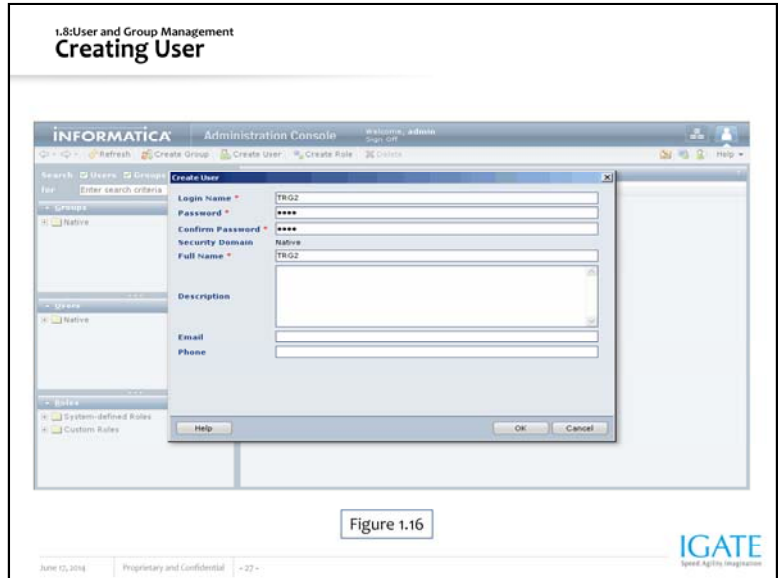 1.8:User and Group Management
Creating User
INFORMATICA Administration Console Welcome, admin
Sign Off
Refresh Create Group Create User Create Role Delete Help
Search Users Groups
for Enter search criteria
Groups
Native
Users
Native
Roles
System-defined Roles
Custom Roles
Create User
Login Name * TRG2
Password * ••••
Confirm Password * ••••
Security Domain Native
Full Name * TRG2
Description
Email
Phone
Help OK Cancel
Figure 1.16
June 17, 2014 Proprietary and Confidential - 27 -
IGATE
Speed.Agility.Imagination